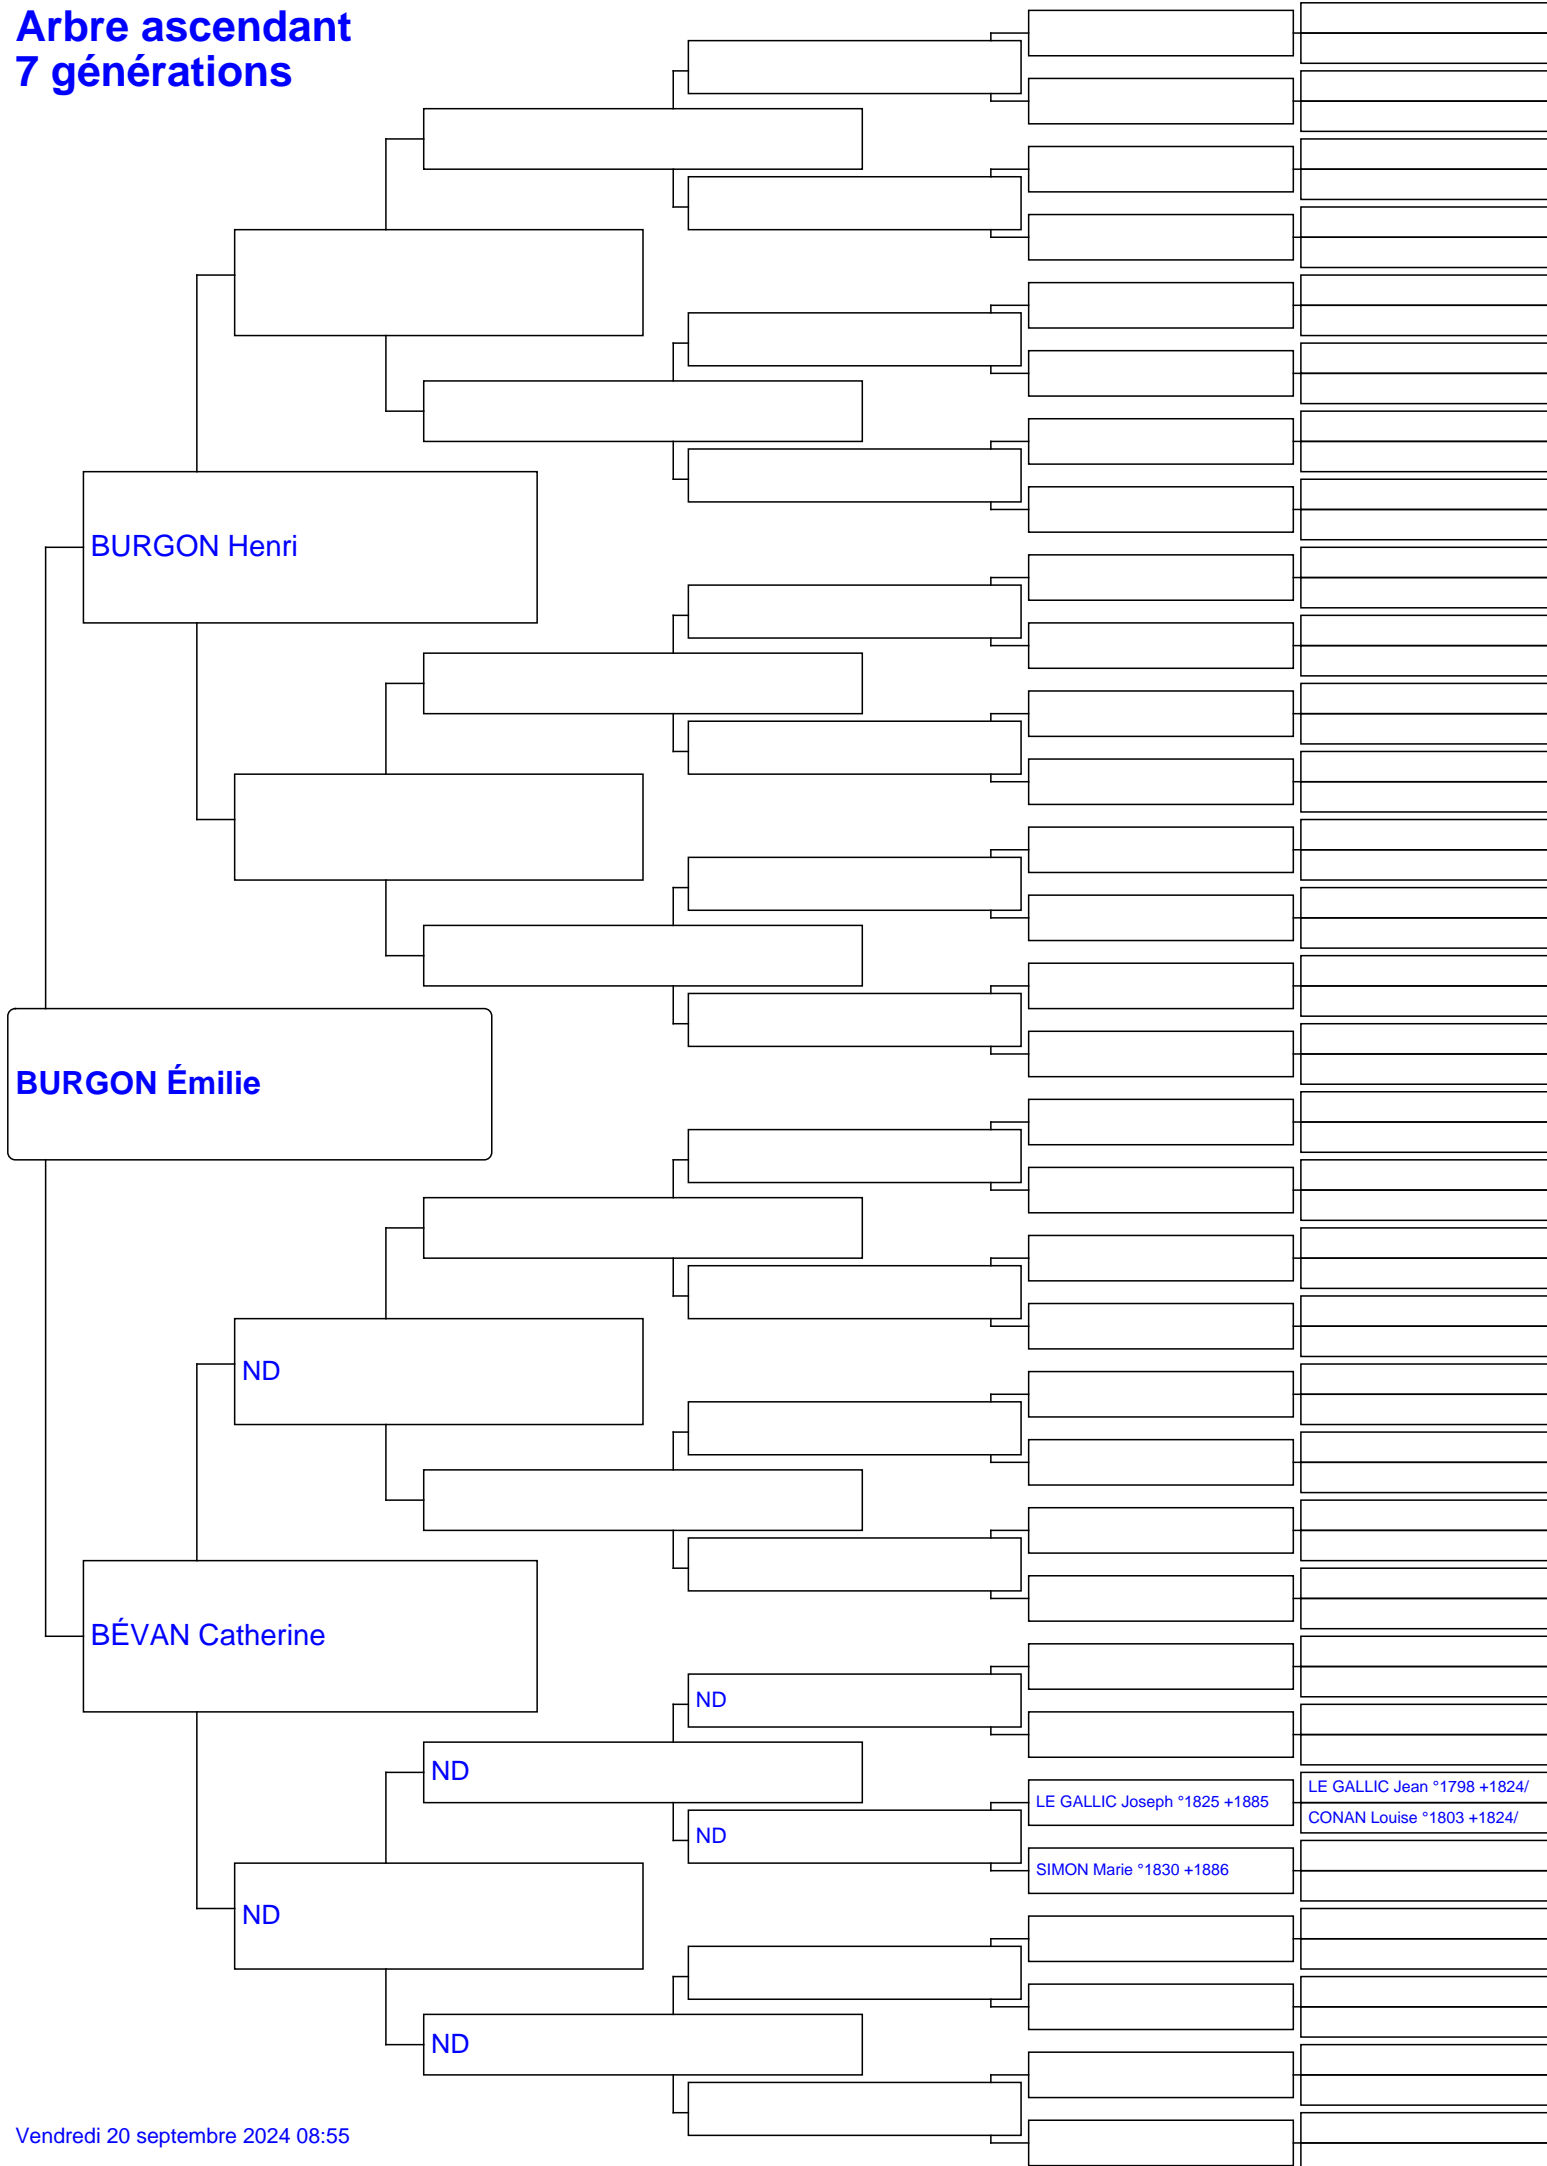 Arbre ascendant
7 générations
BURGON Henri
BURGON Émilie
ND
BÉVAN Catherine
ND
ND
LE GALLIC Jean °1798 +1824/
LE GALLIC Joseph °1825 +1885
CONAN Louise °1803 +1824/
ND
SIMON Marie °1830 +1886
ND
ND
Vendredi 20 septembre 2024 08:55